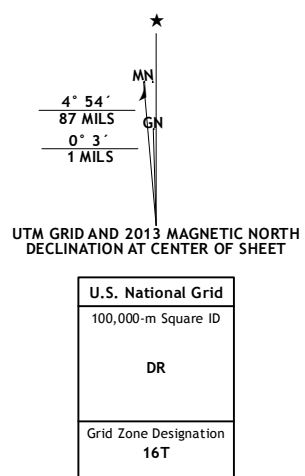 ★
MN
GN
4° 54´
87 MILS
0° 3´
1 MILS
UTM GRID AND 2013 MAGNETIC NORTH
DECLINATION AT CENTER OF SHEET
U.S. National Grid
100,000-m Square ID
DR
Grid Zone Designation
16T